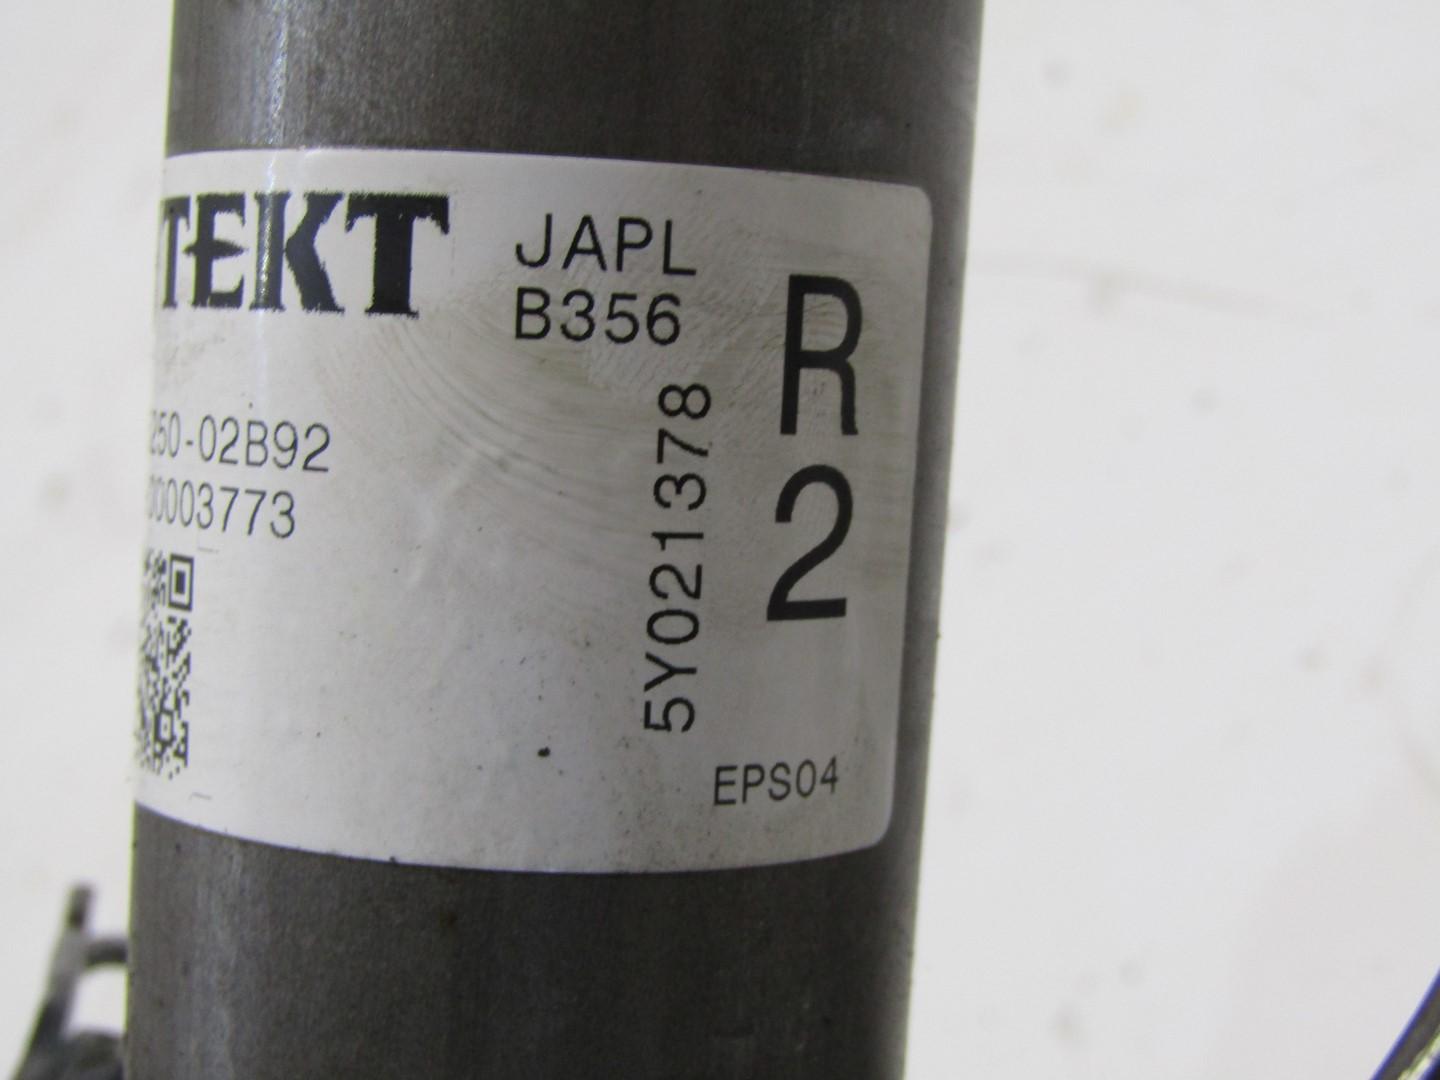 TEKT
JAPL
B356
R
2
250-02B92
00003773
5Y021378
EPS04